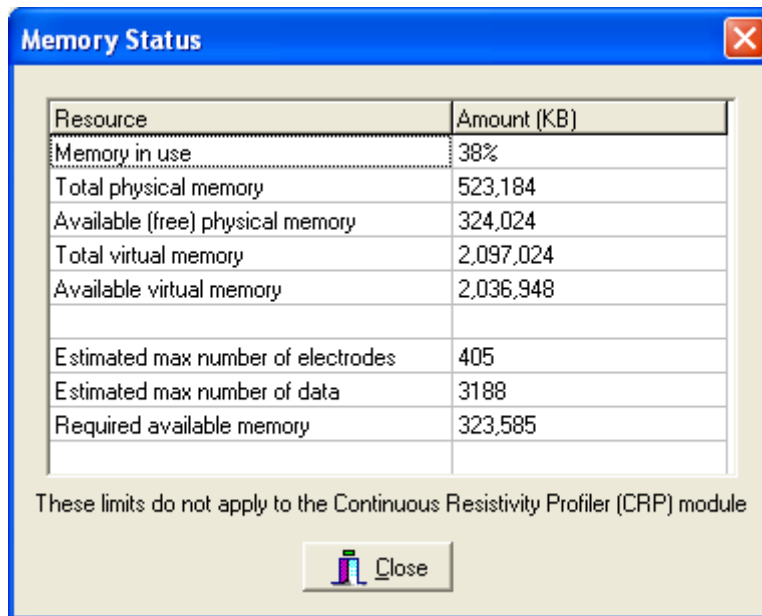 Memory Status
Resource Amount (KB)
Memory in use 38%
Total physical memory 523,184
Available (free) physical memory 324,024
Total virtual memory 2,097,024
Available virtual memory 2,036,948
Estimated max number of electrodes 405
Estimated max number of data 3188
Required available memory 323,585
These limits do not apply to the Continuous Resistivity Profiler (CRP) module
Close